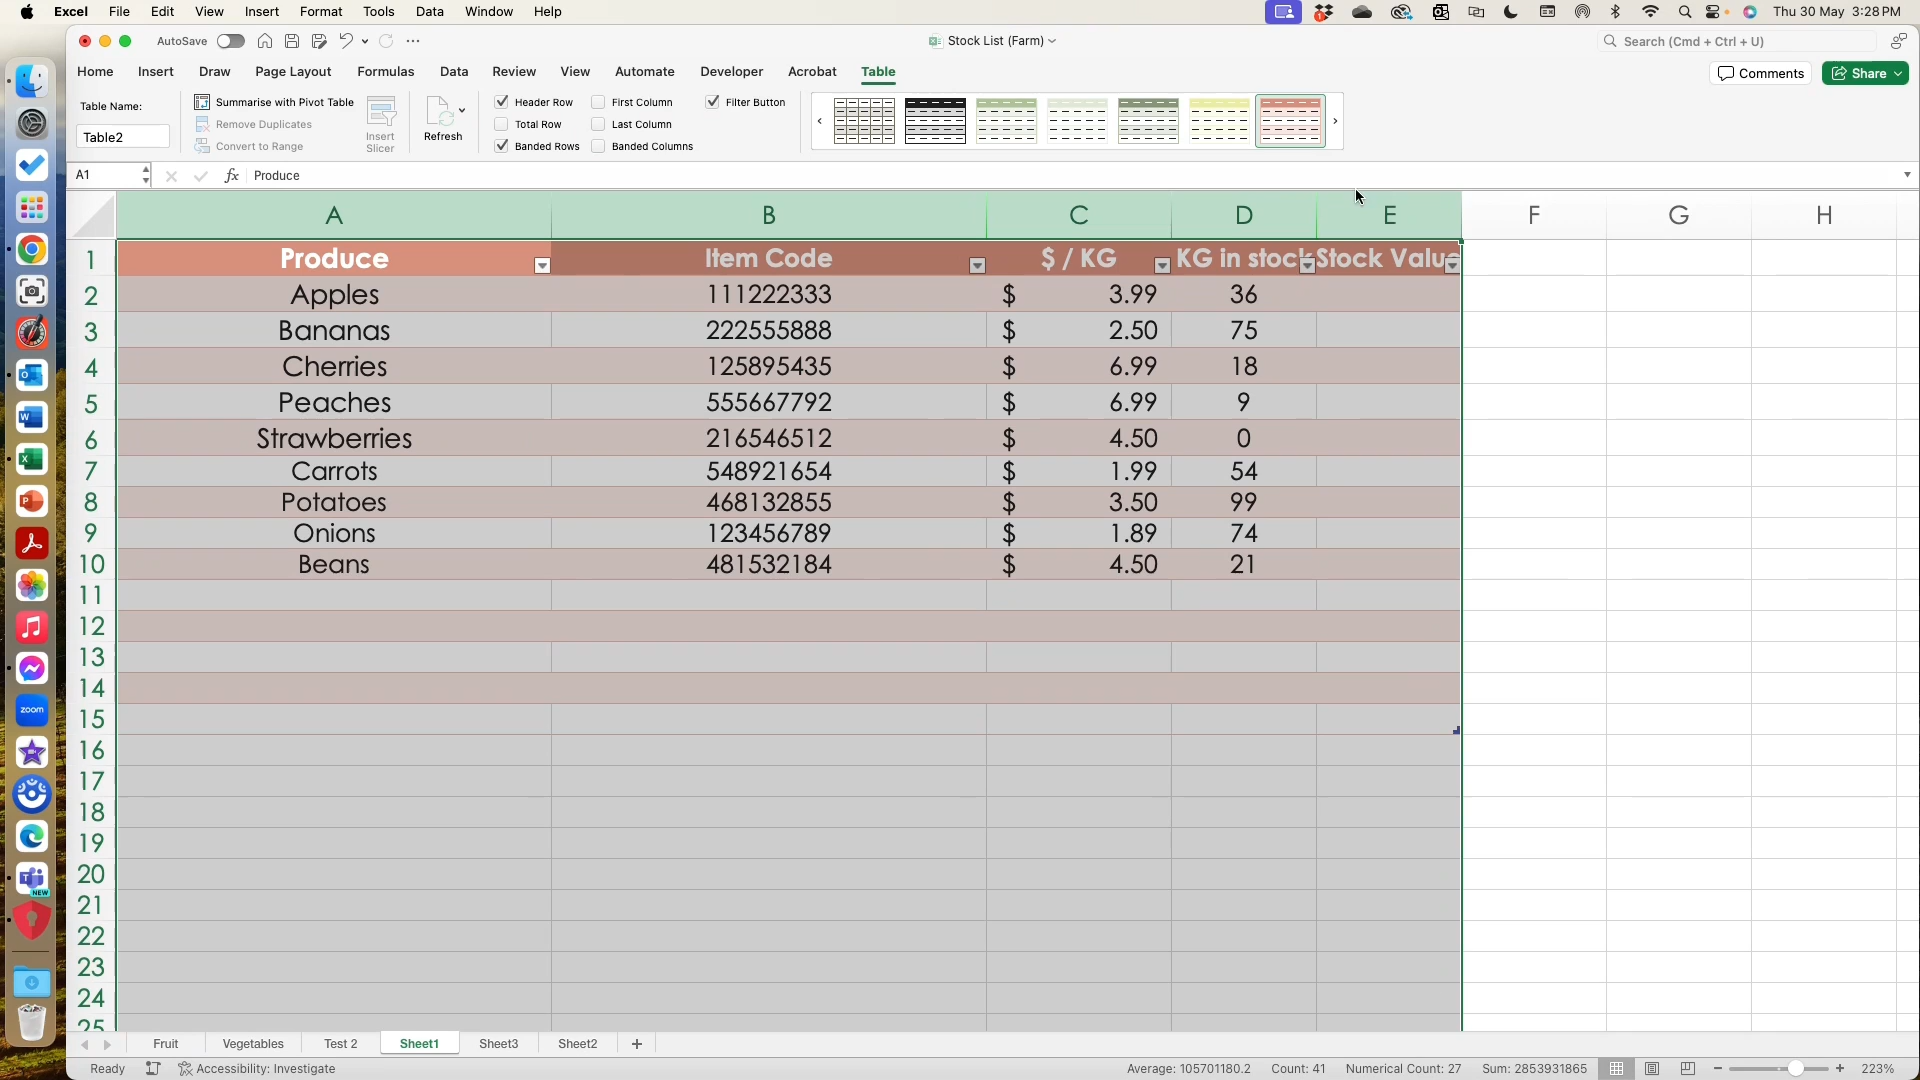 Excel File Edit View Insert Format Tools Data Window Help Thu 30 May 3:28 PM
AutoSave Stock List (Farm) Search (Cmd + Ctrl + U)
Home Insert Draw Page Layout Formulas Data Review View Automate Developer Acrobat Table Comments Share
Table Name: Summarise with Pivot Table Header Row First Column Filter Button
Remove Duplicates Insert Slicer Refresh Total Row Last Column
Table2 Convert to Range Banded Rows Banded Columns
A1 fx Produce
A B C D E F G H
1 Produce Item Code $ / KG KG in stock Stock Value
2 Apples 111222333 $ 3.99 36
3 Bananas 222555888 $ 2.50 75
4 Cherries 125895435 $ 6.99 18
5 Peaches 555667792 $ 6.99 9
6 Strawberries 216546512 $ 4.50 0
7 Carrots 548921654 $ 1.99 54
8 Potatoes 468132855 $ 3.50 99
9 Onions 123456789 $ 1.89 74
10 Beans 481532184 $ 4.50 21
11
12
13
14
15
16
17
18
19
20
21
22
23
24
25
zoom
NEW
Fruit Vegetables Test 2 Sheet1 Sheet3 Sheet2 +
Ready Accessibility: Investigate Average: 105701180.2 Count: 41 Numerical Count: 27 Sum: 2853931865 223%